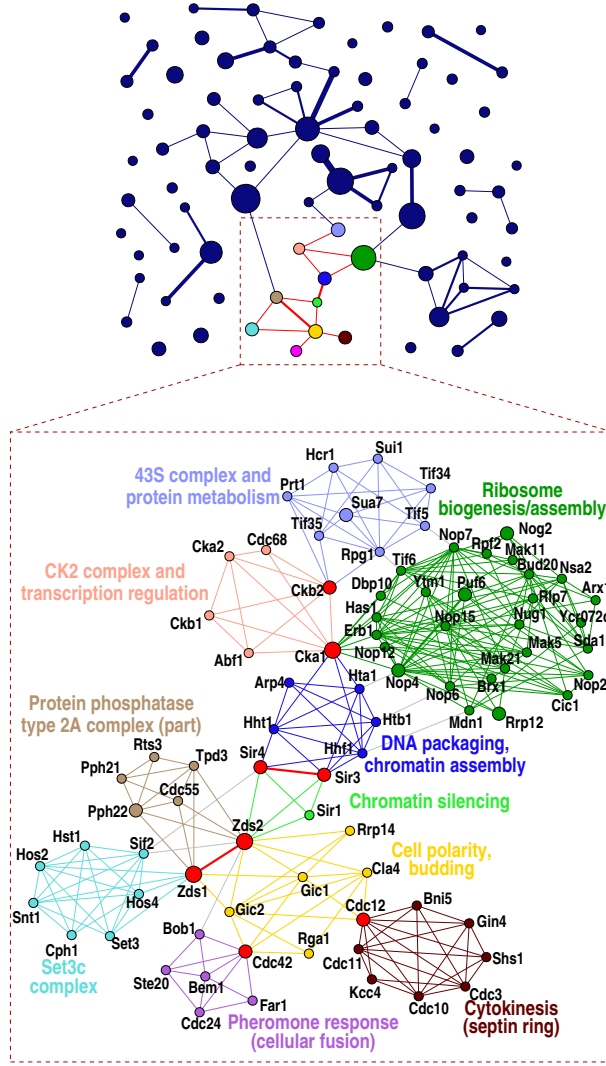 Sui1
Hcr1
43S complex and
protein metabolism
Tif34
Prt1
Sua7
Ribosome
biogenesis/assembly
Tif35
Tif5
Nog2
Nop7
Rpf2
Cka2
Cdc68
Rpg1
Mak11
Tif6
Bud20
Nsa2
CK2 complex and
transcription regulation
Ckb2
Dbp10
Ytm1
Puf6
Rlp7
Has1
Nop15
Nug1
Ckb1
Erb1
Sda1
Abf1
Cka1
Nop12
Mak5
Mak21
Arp4
Hta1
Nop4
Nop6
Brx1
Nop2
Cic1
Hht1
Htb1
Mdn1
Rrp12
Protein phosphatase
type 2A complex (part)
Hhf1
DNA packaging,
chromatin assembly
Rts3
Tpd3
Sir4
Sir3
Pph21
Cdc55
Chromatin silencing
Pph22
Sir1
Zds2
Rrp14
Hst1
Sif2
Cell polarity,
budding
Hos2
Cla4
Zds1
Gic1
Snt1
Hos4
Gic2
Cdc12
Bni5
Gin4
Cph1
Set3
Bob1
Rga1
Set3c
complex
Cdc42
Cdc11
Shs1
Ste20
Bem1
Kcc4
Cdc3
Far1
Cdc10
Cdc24
Pheromone response
(cellular fusion)
Cytokinesis
(septin ring)